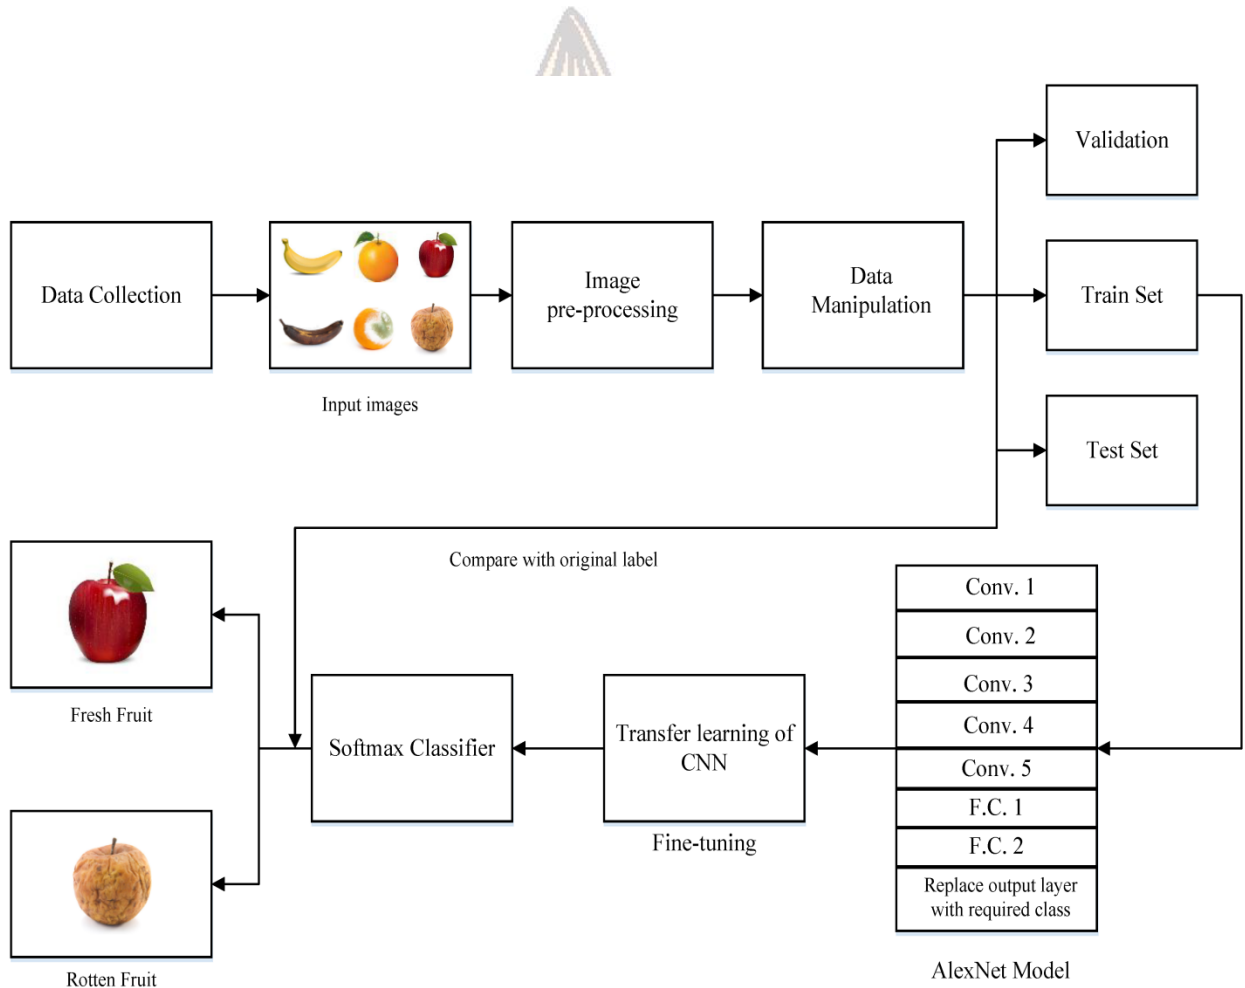 Validation
Data Collection
Input images
Image
pre-processing
Data
Manipulation
Train Set
Test Set
Compare with original label
Fresh Fruit
Rotten Fruit
Softmax Classifier
Transfer learning of
CNN
Fine-tuning
Conv. 1
Conv. 2
Conv. 3
Conv. 4
Conv. 5
F.C. 1
F.C. 2
Replace output layer
with required class
AlexNet Model